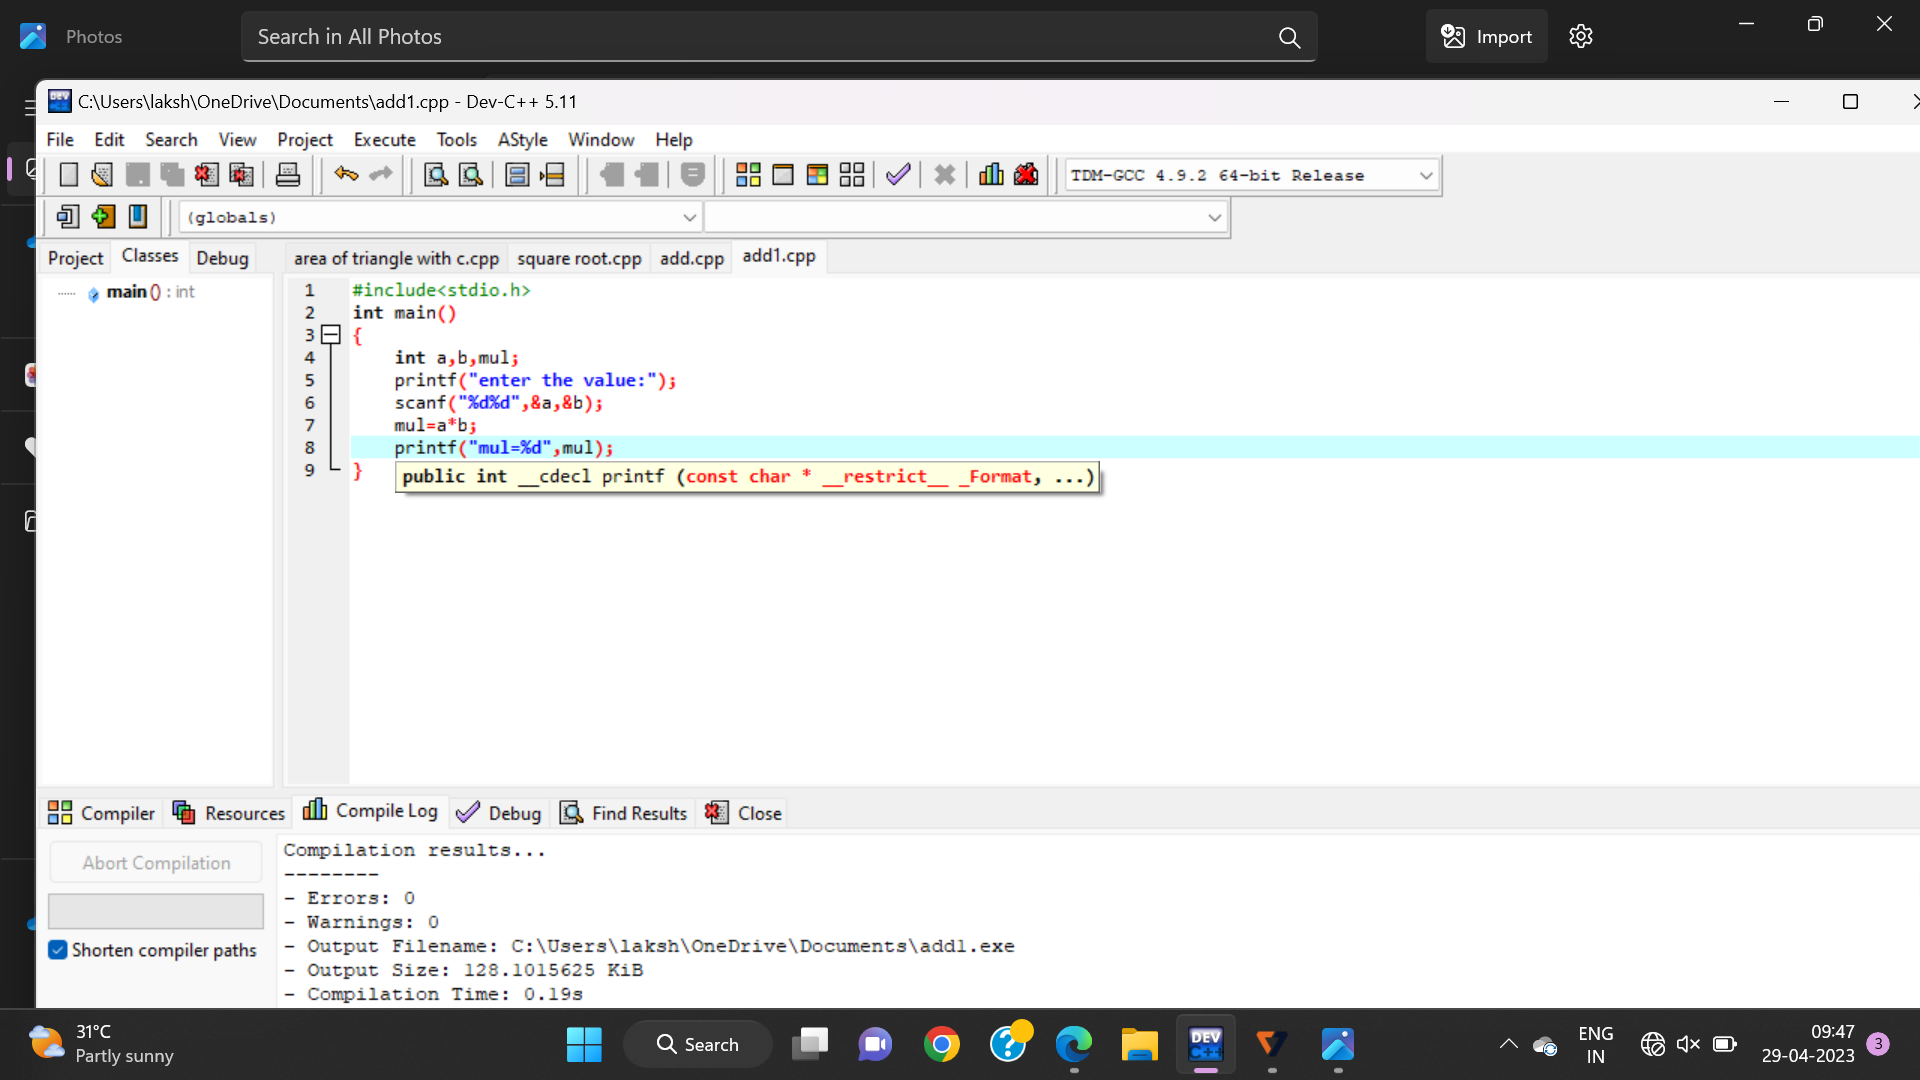 Photos
Search in All Photos
Import
C:\Users\laksh\OneDrive\Documents\add1.cpp - Dev-C++ 5.11
File Edit Search View Project Execute Tools AStyle Window Help
TDM-GCC 4.9.2 64-bit Release
(globals)
Project Classes Debug
area of triangle with c.cpp square root.cpp add.cpp add1.cpp
main () : int
1 #include<stdio.h>
2 int main()
3 {
4 int a,b,mul;
5 printf("enter the value:");
6 scanf("%d%d",&a,&b);
7 mul=a*b;
8 printf("mul=%d",mul);
9 }
public int __cdecl printf (const char * __restrict__ _Format, ...)
Compiler Resources Compile Log Debug Find Results Close
Abort Compilation
Shorten compiler paths
Compilation results...
--------
- Errors: 0
- Warnings: 0
- Output Filename: C:\Users\laksh\OneDrive\Documents\add1.exe
- Output Size: 128.1015625 KiB
- Compilation Time: 0.19s
31°C
Partly sunny
Search
DEV
C++
ENG
IN
09:47
29-04-2023
3